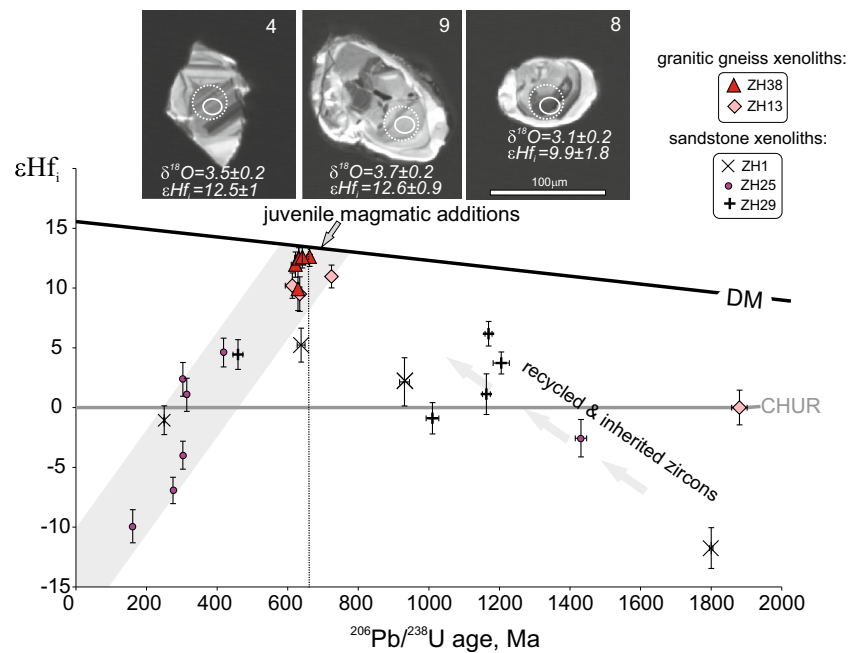 4
δ18O=3.5±0.2
εHfi=12.5±1
9
δ18O=3.7±0.2
εHfi=12.6±0.9
8
δ18O=3.1±0.2
εHfi=9.9±1.8
100μm
granitic gneiss xenoliths:
ZH38
ZH13
sandstone xenoliths:
ZH1
ZH25
ZH29
εHfi
juvenile magmatic additions
DM
CHUR
recycled & inherited zircons
15
10
5
0
-5
-10
-15
0 200 400 600 800 1000 1200 1400 1600 1800 2000
206Pb/238U age, Ma